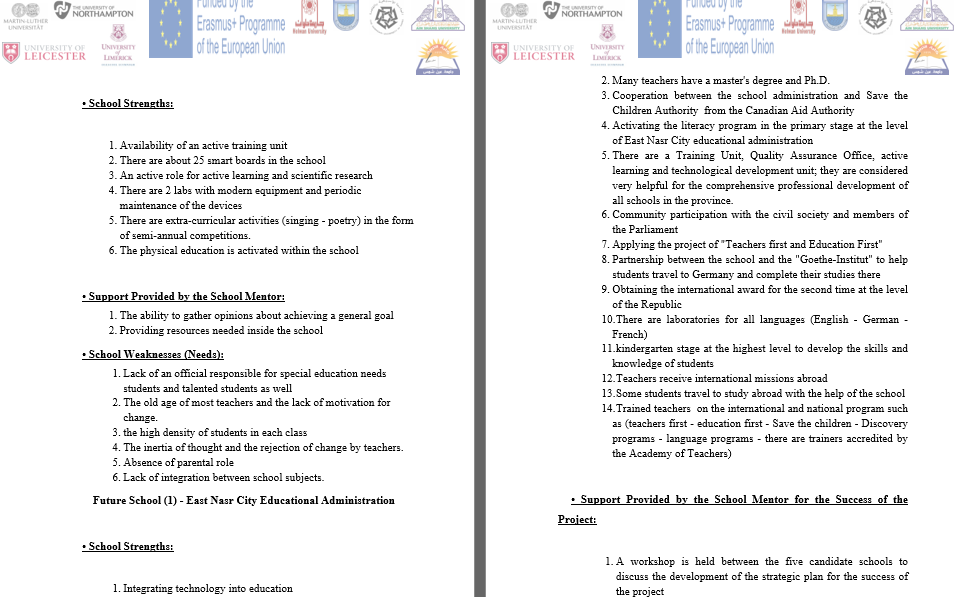 MARTIN-LUTHER
UNIVERSITÄT
UNIVERSITY OF
NORTHAMPTON
Funded by the
Erasmus+ Programme
of the European Union
Helwan University
UNIVERSITY OF
LEICESTER
UNIVERSITY of
LIMERICK
• School Strengths:
1. Availability of an active training unit
2. There are about 25 smart boards in the school
3. An active role for active learning and scientific research
4. There are 2 labs with modern equipment and periodic
maintenance of the devices
5. There are extra-curricular activities (singing - poetry) in the form
of semi-annual competitions.
6. The physical education is activated within the school
• Support Provided by the School Mentor:
1. The ability to gather opinions about achieving a general goal
2. Providing resources needed inside the school
• School Weaknesses (Needs):
1. Lack of an official responsible for special education needs
students and talented students as well
2. The old age of most teachers and the lack of motivation for
change.
3. the high density of students in each class
4. The inertia of thought and the rejection of change by teachers.
5. Absence of parental role
6. Lack of integration between school subjects.
Future School (1) - East Nasr City Educational Administration
• School Strengths:
1. Integrating technology into education
MARTIN-LUTHER
UNIVERSITÄT
UNIVERSITY OF
NORTHAMPTON
Funded by the
Erasmus+ Programme
of the European Union
Helwan University
UNIVERSITY OF
LEICESTER
UNIVERSITY of
LIMERICK
2. Many teachers have a master's degree and Ph.D.
3. Cooperation between the school administration and Save the
Children Authority from the Canadian Aid Authority
4. Activating the literacy program in the primary stage at the level
of East Nasr City educational administration
5. There are a Training Unit, Quality Assurance Office, active
learning and technological development unit; they are considered
very helpful for the comprehensive professional development of
all schools in the province.
6. Community participation with the civil society and members of
the Parliament
7. Applying the project of "Teachers first and Education First"
8. Partnership between the school and the "Goethe-Institut" to help
students travel to Germany and complete their studies there
9. Obtaining the international award for the second time at the level
of the Republic
10.There are laboratories for all languages (English - German -
French)
11.kindergarten stage at the highest level to develop the skills and
knowledge of students
12.Teachers receive international missions abroad
13.Some students travel to study abroad with the help of the school
14.Trained teachers on the international and national program such
as (teachers first - education first - Save the children - Discovery
programs - language programs - there are trainers accredited by
the Academy of Teachers)
• Support Provided by the School Mentor for the Success of the
Project:
1. A workshop is held between the five candidate schools to
discuss the development of the strategic plan for the success of
the project